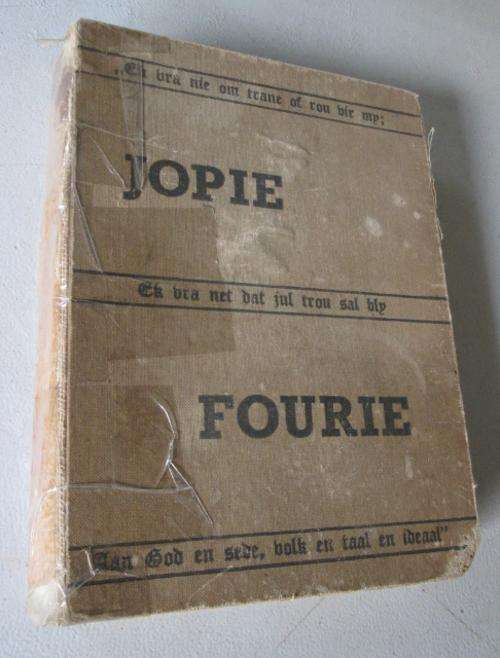 „Ek vra nie om trane of rou vir my;
JOPIE
Ek vra net dat jul trou sal bly
FOURIE
Aan God en sede, volk en taal en ideaal"